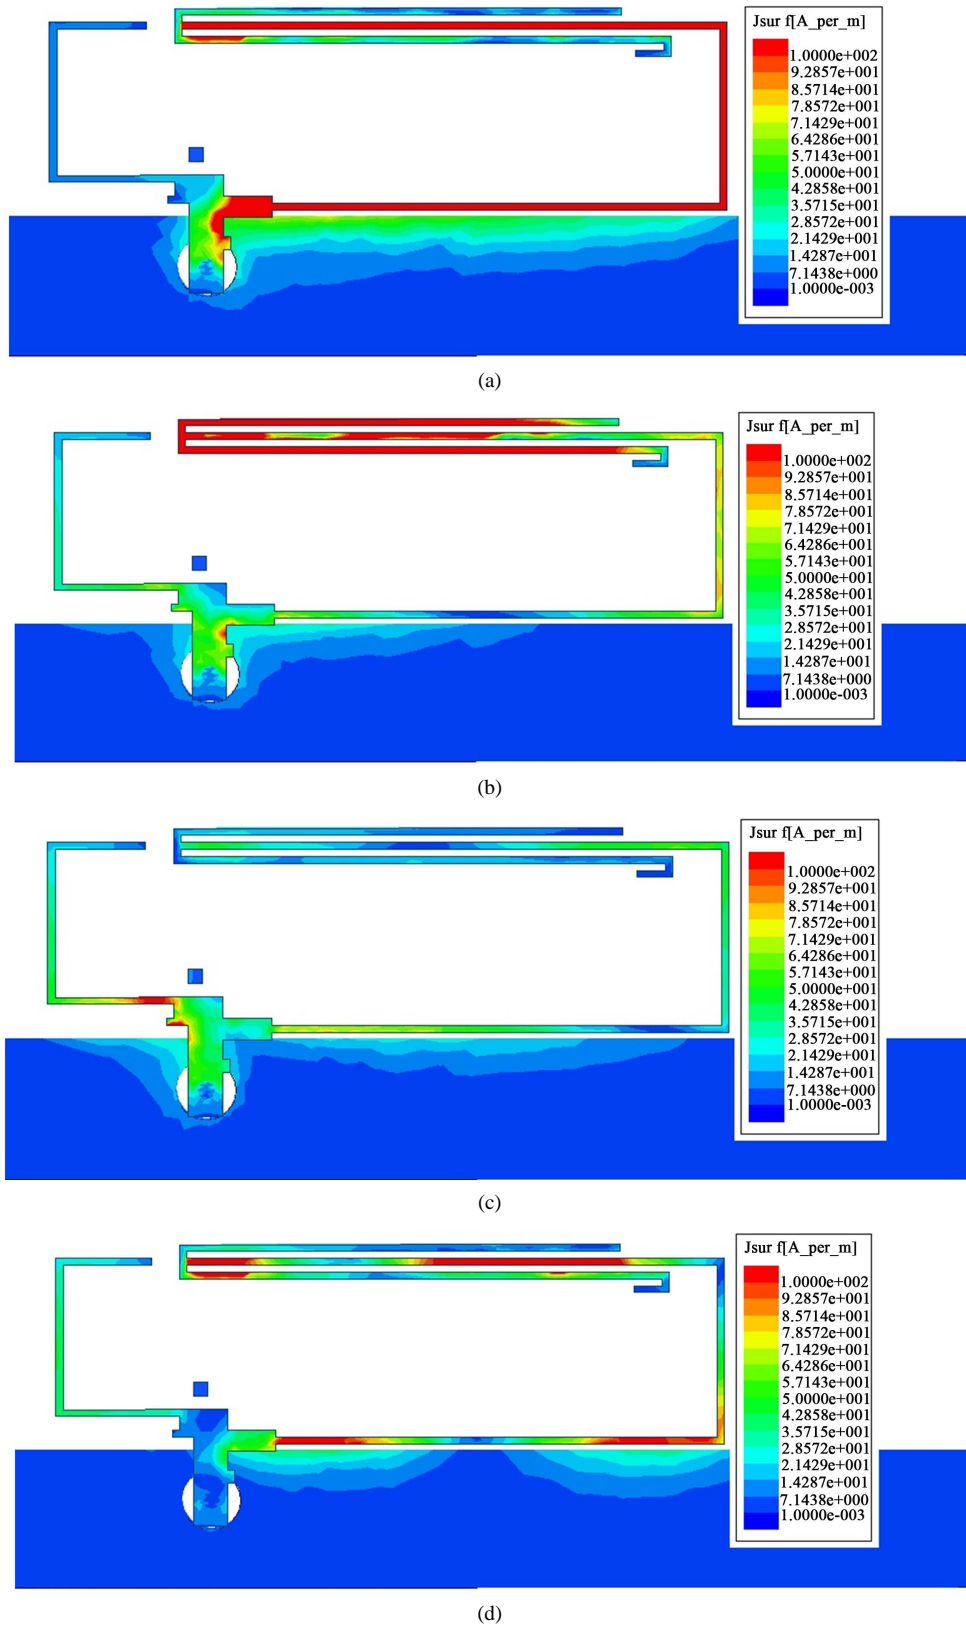 Jsur f[A_per_m]
1.0000e+002
9.2857e+001
8.5714e+001
7.8572e+001
7.1429e+001
6.4286e+001
5.7143e+001
5.0000e+001
4.2858e+001
3.5715e+001
2.8572e+001
2.1429e+001
1.4287e+001
7.1438e+000
1.0000e-003
(a)
Jsur f[A_per_m]
1.0000e+002
9.2857e+001
8.5714e+001
7.8572e+001
7.1429e+001
6.4286e+001
5.7143e+001
5.0000e+001
4.2858e+001
3.5715e+001
2.8572e+001
2.1429e+001
1.4287e+001
7.1438e+000
1.0000e-003
(b)
Jsur f[A_per_m]
1.0000e+002
9.2857e+001
8.5714e+001
7.8572e+001
7.1429e+001
6.4286e+001
5.7143e+001
5.0000e+001
4.2858e+001
3.5715e+001
2.8572e+001
2.1429e+001
1.4287e+001
7.1438e+000
1.0000e-003
(c)
Jsur f[A_per_m]
1.0000e+002
9.2857e+001
8.5714e+001
7.8572e+001
7.1429e+001
6.4286e+001
5.7143e+001
5.0000e+001
4.2858e+001
3.5715e+001
2.8572e+001
2.1429e+001
1.4287e+001
7.1438e+000
1.0000e-003
(d)